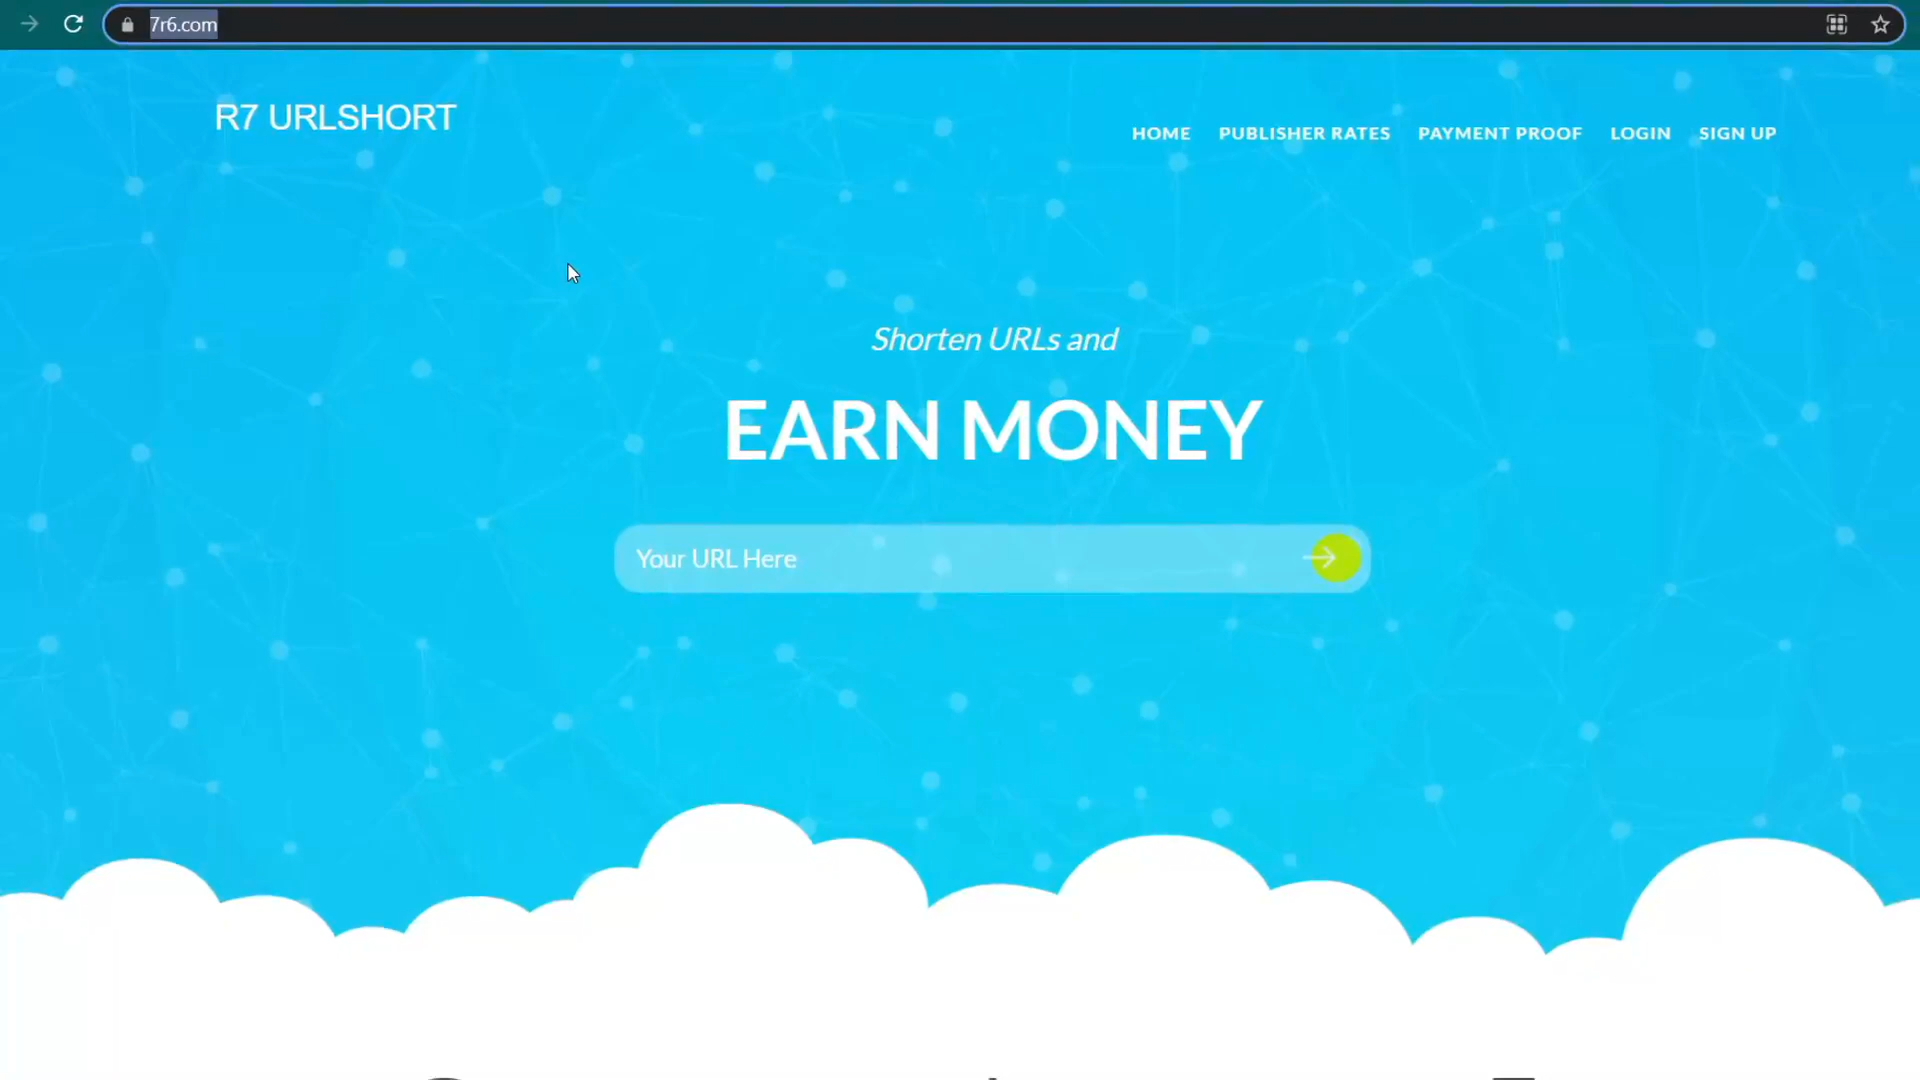 7r6.com
R7 URLSHORT
HOME PUBLISHER RATES PAYMENT PROOF LOGIN SIGN UP
Shorten URLs and
EARN MONEY
Your URL Here